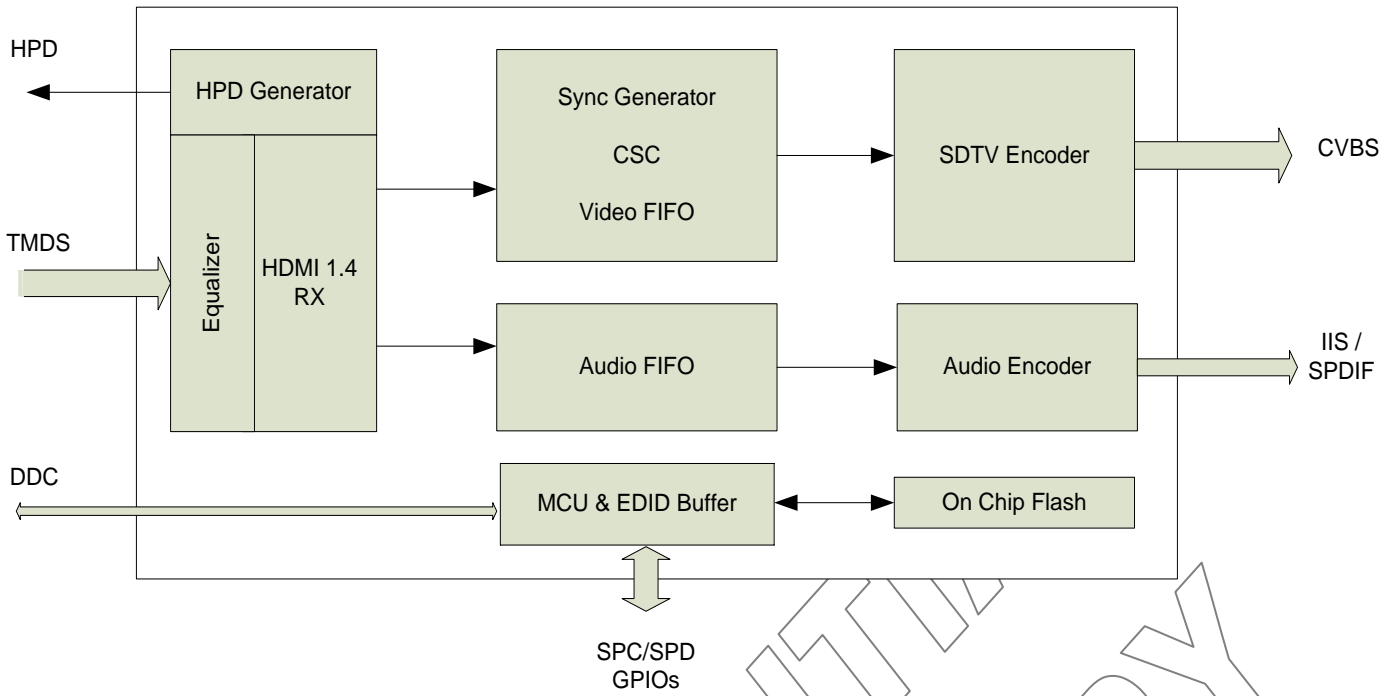 HPD
HPD Generator
Sync Generator
CSC
Video FIFO
SDTV Encoder
CVBS
TMDS
Equalizer
HDMI 1.4
RX
Audio FIFO
Audio Encoder
IIS /
SPDIF
DDC
MCU & EDID Buffer
On Chip Flash
SPC/SPD
GPIOs